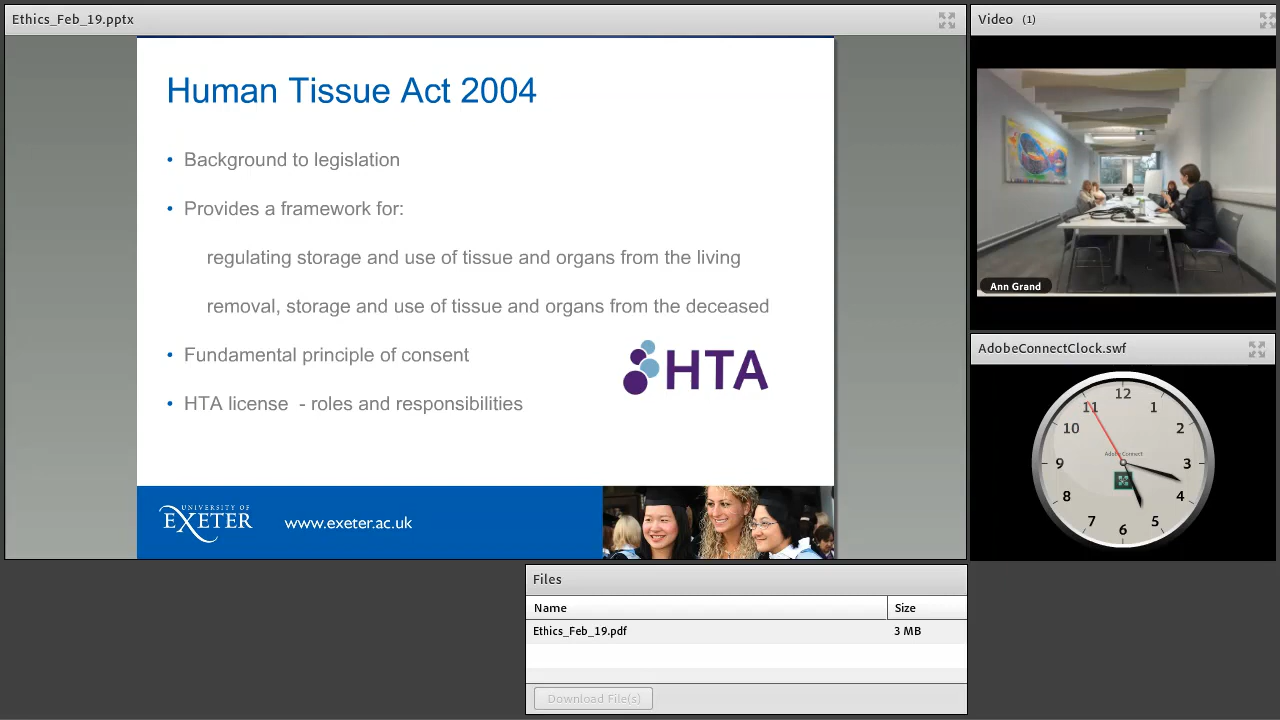 Ethics_Feb_19.pptx
Human Tissue Act 2004
• Background to legislation
• Provides a framework for:
regulating storage and use of tissue and organs from the living
removal, storage and use of tissue and organs from the deceased
• Fundamental principle of consent
HTA
• HTA license - roles and responsibilities
UNIVERSITY OF
EXETER
www.exeter.ac.uk
Video (1)
Ann Grand
AdobeConnectClock.swf
12
11
1
10
2
Adobe Connect
9
3
8
4
7
5
6
Files
Name Size
Ethics_Feb_19.pdf 3 MB
Download File(s)